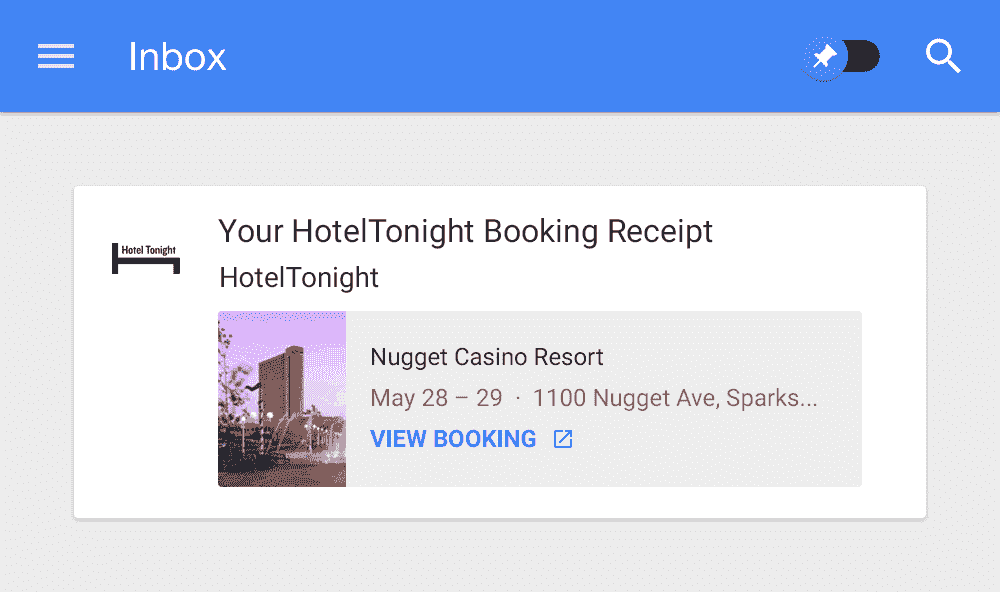 Inbox
Your HotelTonight Booking Receipt
Hotel Tonight
HotelTonight
Nugget Casino Resort
May 28 – 29 · 1100 Nugget Ave, Sparks...
VIEW BOOKING